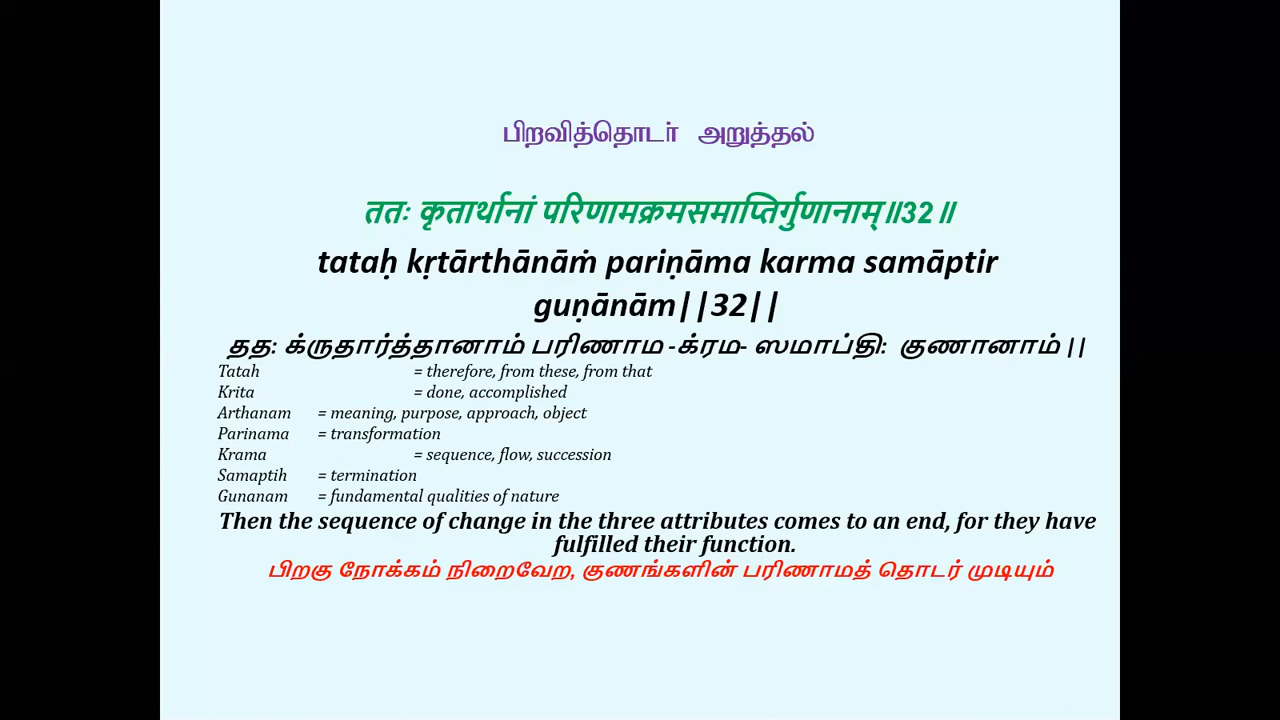 பிறவித்தொடர் அறுத்தல்
ततः कृतार्थानां परिणामक्रमसमाप्तिर्गुणानाम्॥32॥
tataḥ kṛtārthānāṁ pariṇāma karma samāptir
guṇānām||32||
தத: க்ருதார்த்தானாம் பரிணாம -க்ரம- ஸமாப்தி: குணானாம் ||
Tatah = therefore, from these, from that
Krita = done, accomplished
Arthanam = meaning, purpose, approach, object
Parinama = transformation
Krama = sequence, flow, succession
Samaptih = termination
Gunanam = fundamental qualities of nature
Then the sequence of change in the three attributes comes to an end, for they have
fulfilled their function.
பிறகு நோக்கம் நிறைவேற, குணங்களின் பரிணாமத் தொடர் முடியும்